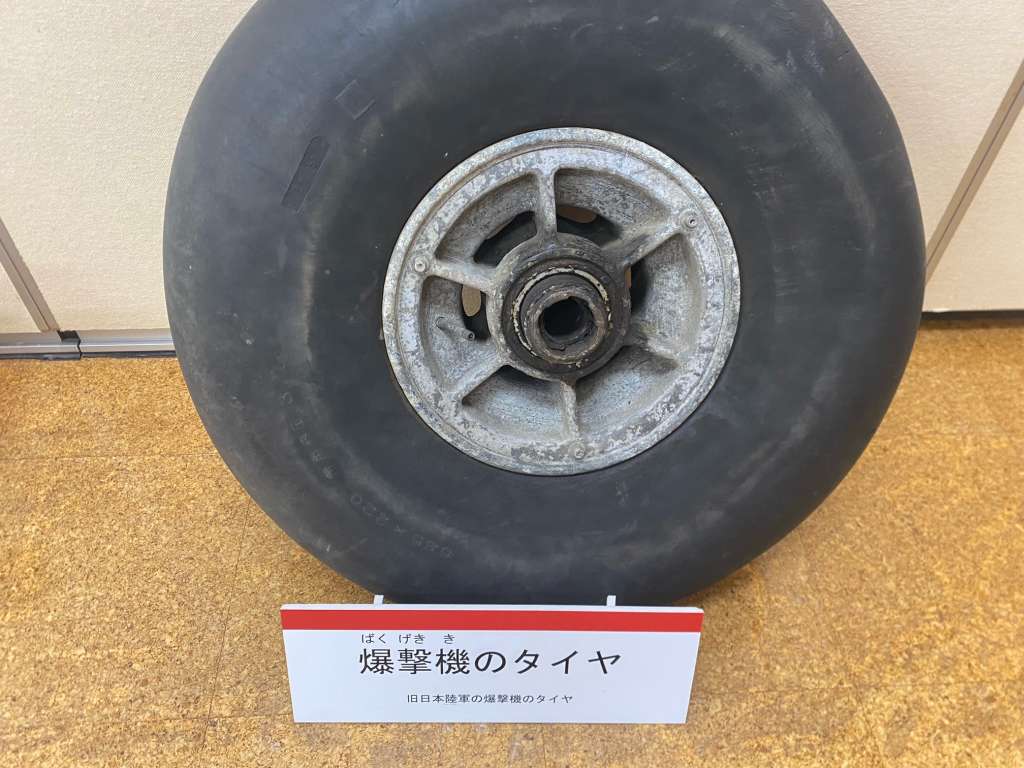 ばく げき き
爆撃機のタイヤ
旧日本陸軍の爆撃機のタイヤ